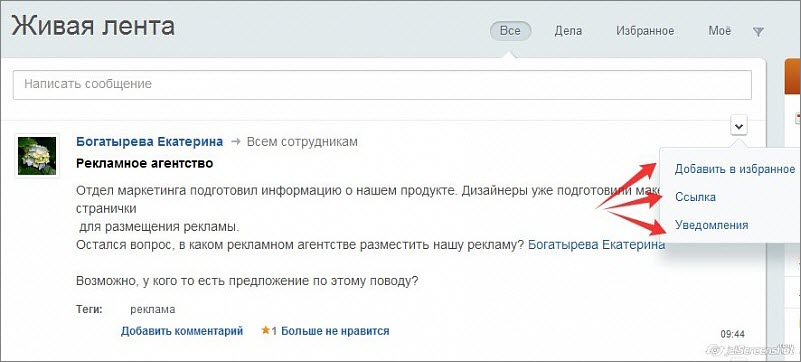 Живая лента
Все Дела Избранное Моё
Написать сообщение
Богатырева Екатерина → Всем сотрудникам
Рекламное агентство
Добавить в избранное
Ссылка
Уведомления
Отдел маркетинга подготовил информацию о нашем продукте. Дизайнеры уже подготовили
странички
для размещения рекламы.
Остался вопрос, в каком рекламном агентстве разместить нашу рекламу? Богатырева Екатерина
Возможно, у кого то есть предложение по этому поводу?
Теги: реклама
Добавить комментарий ★1 Больше не нравится
09:44
jetScreenshot